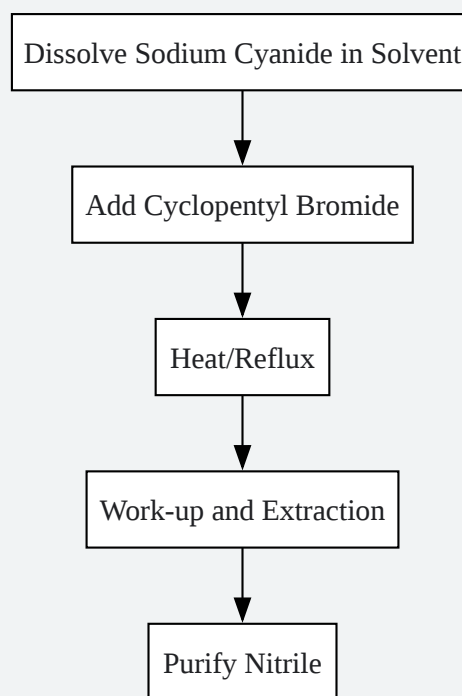 Dissolve Sodium Cyanide in Solvent
Add Cyclopentyl Bromide
Heat/Reflux
Work-up and Extraction
Purify Nitrile